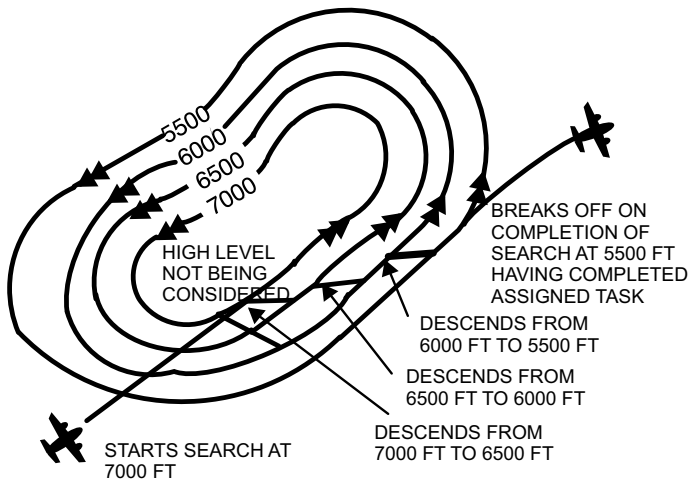 5500
6000
6500
7000
HIGH LEVEL
NOT BEING
CONSIDERED
BREAKS OFF ON
COMPLETION OF
SEARCH AT 5500 FT
HAVING COMPLETED
ASSIGNED TASK
DESCENDS FROM
6000 FT TO 5500 FT
DESCENDS FROM
6500 FT TO 6000 FT
DESCENDS FROM
7000 FT TO 6500 FT
STARTS SEARCH AT
7000 FT